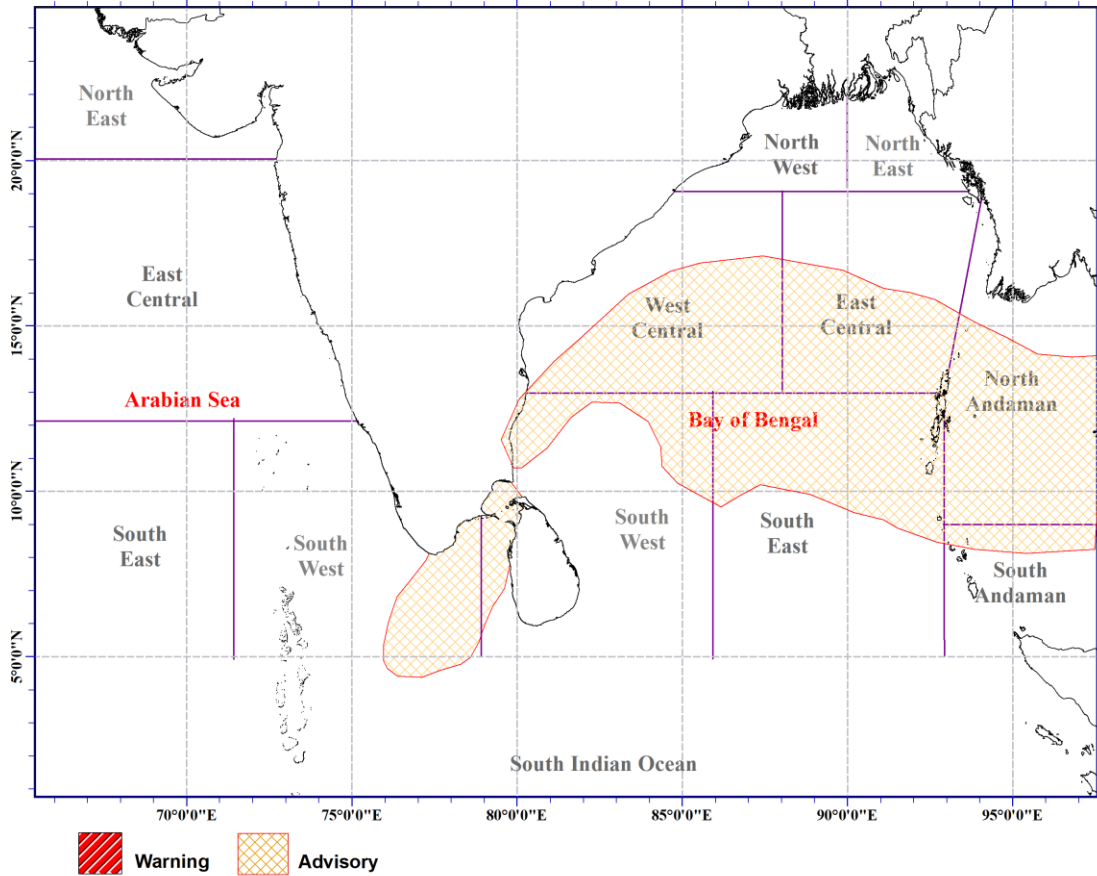 North
East
North
West
North
East
20°0'0"N
East
Central
West
Central
East
Central
15°0'0"N
Arabian Sea
Bay of Bengal
North
Andaman
10°0'0"N
South
East
South
West
South
West
South
East
South
Andaman
5°0'0"N
South Indian Ocean
70°0'0"E
75°0'0"E
80°0'0"E
85°0'0"E
90°0'0"E
95°0'0"E
Warning
Advisory